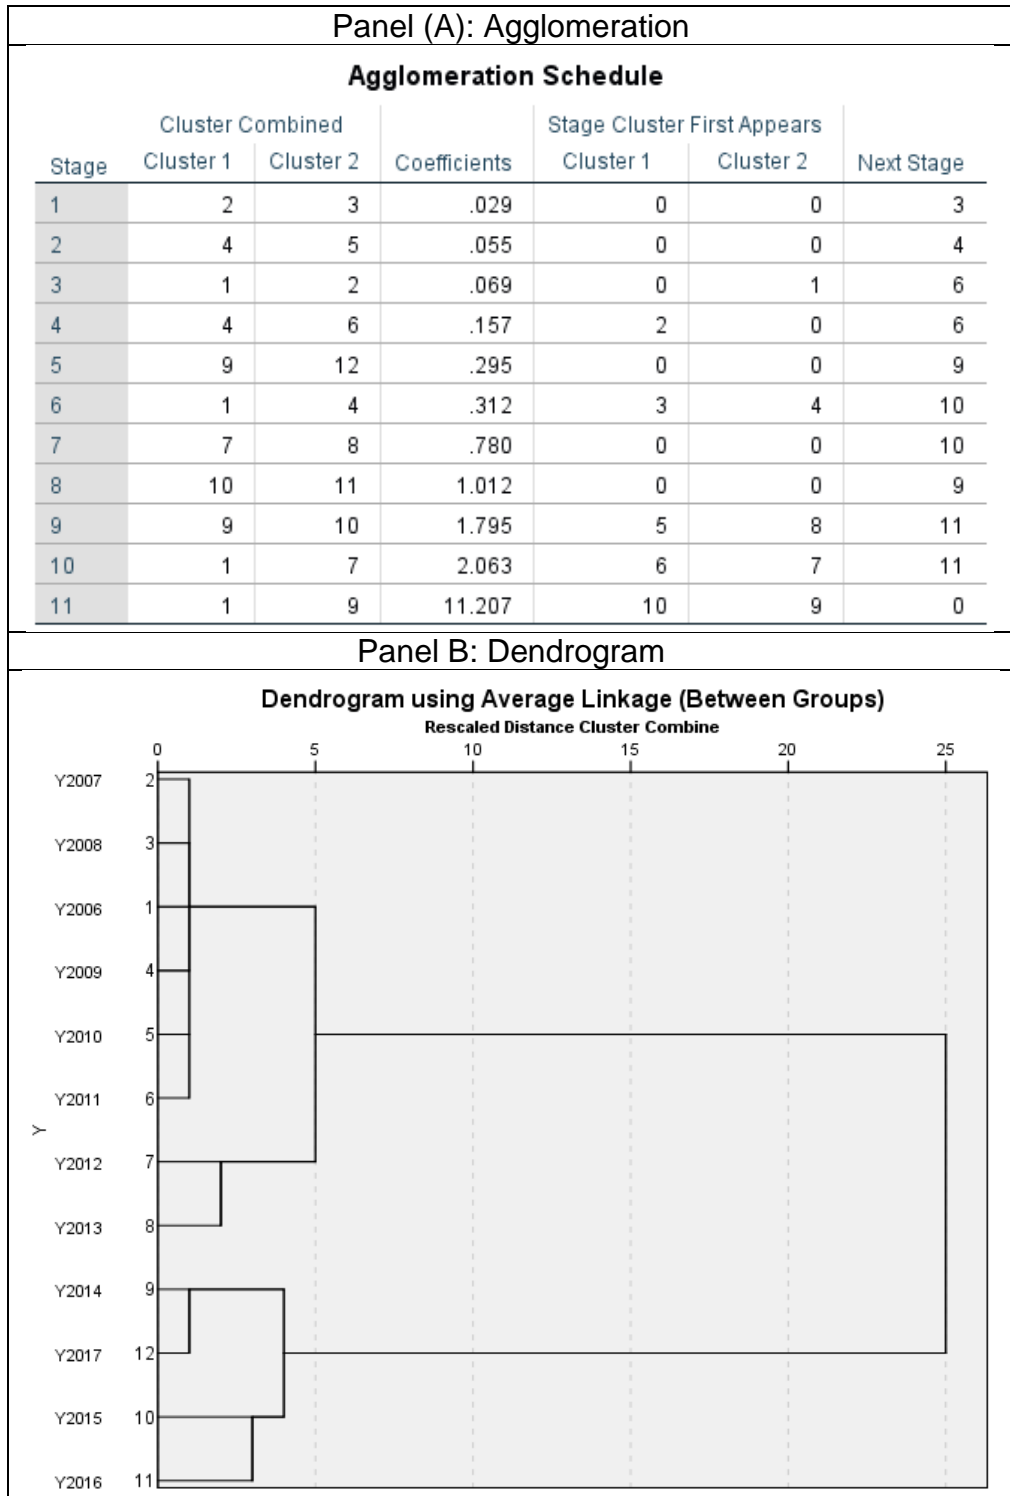 Panel (A): Agglomeration
Agglomeration Schedule
Cluster Combined Stage Cluster First Appears
Stage Cluster 1 Cluster 2 Coefficients Cluster 1 Cluster 2 Next Stage
1 2 3 .029 0 0 3
2 4 5 .055 0 0 4
3 1 2 .069 0 1 6
4 4 6 .157 2 0 6
5 9 12 .295 0 0 9
6 1 4 .312 3 4 10
7 7 8 .780 0 0 10
8 10 11 1.012 0 0 9
9 9 10 1.795 5 8 11
10 1 7 2.063 6 7 11
11 1 9 11.207 10 9 0
Panel B: Dendrogram
Dendrogram using Average Linkage (Between Groups)
Rescaled Distance Cluster Combine
0 5 10 15 20 25
Y2007 2
Y2008 3
Y2006 1
Y2009 4
Y2010 5
Y2011 6
Y
Y2012 7
Y2013 8
Y2014 9
Y2017 12
Y2015 10
Y2016 11